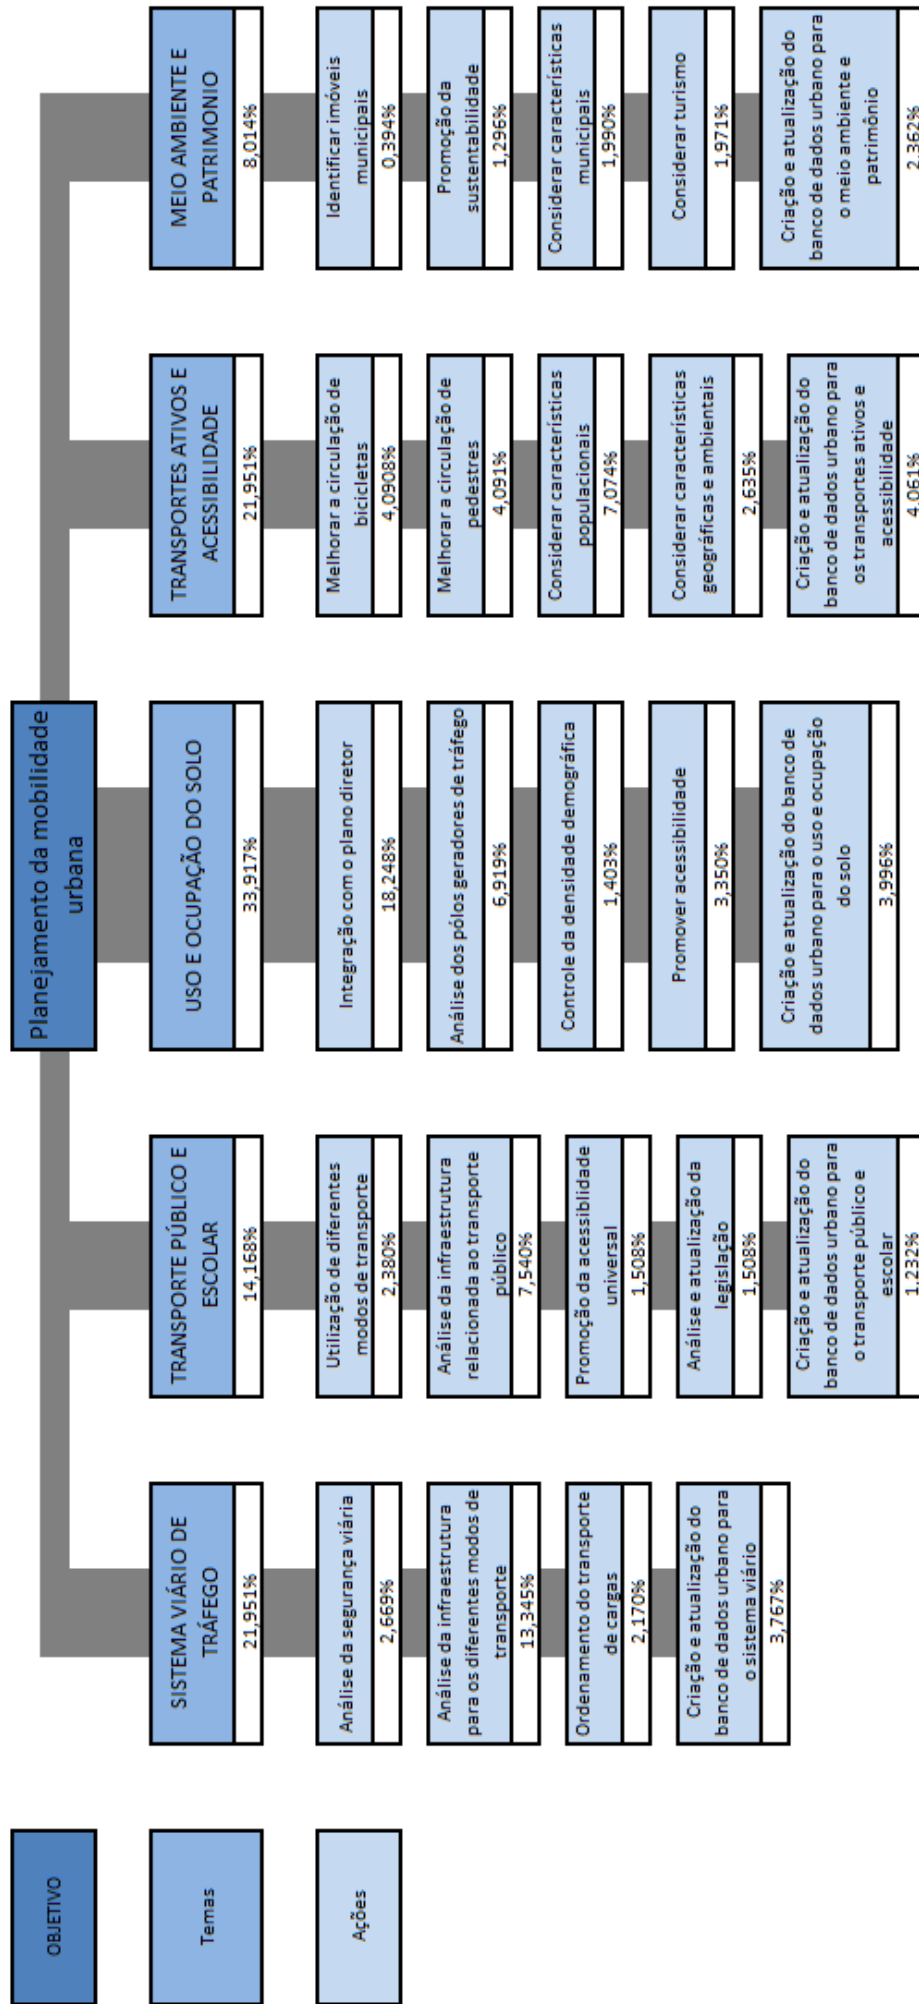 OBJETIVO
Planejamento da mobilidade
urbana
Temas
SISTEMA VIÁRIO DE
TRÁFEGO
21,951%
TRANSPORTE PÚBLICO E
ESCOLAR
14,168%
USO E OCUPAÇÃO DO SOLO
33,917%
TRANSPORTES ATIVOS E
ACESSIBILIDADE
21,951%
MEIO AMBIENTE E
PATRIMONIO
8,014%
Ações
Análise da segurança viária
2,669%
Análise da infraestrutura
para os diferentes modos de
transporte
13,345%
Ordenamento do transporte
de cargas
2,170%
Criação e atualização do
banco de dados urbano para
o sistema viário
3,767%
Utilização de diferentes
modos de transporte
2,380%
Análise da infraestrutura
relacionada ao transporte
público
7,540%
Promoção da acessiblidade
universal
1,508%
Análise e atualização da
legislação
1,508%
Criação e atualização do
banco de dados urbano para
o transporte público e
escolar
1,232%
Integração com o plano diretor
18,248%
Análise dos pólos geradores de tráfego
6,919%
Controle da densidade demográfica
1,403%
Promover acessibilidade
3,350%
Criação e atualização do banco de
dados urbano para o uso e ocupação
do solo
3,996%
Melhorar a circulação de
bicicletas
4,0908%
Melhorar a circulação de
pedestres
4,091%
Considerar características
populacionais
7,074%
Considerar características
geográficas e ambientais
2,635%
Criação e atualização do
banco de dados urbano para
os transportes ativos e
acessibilidade
4,061%
Identificar imóveis
municipais
0,394%
Promoção da
sustentabilidade
1,296%
Considerar características
municipais
1,990%
Considerar turismo
1,971%
Criação e atualização do
banco de dados urbano para
o meio ambiente e
patrimônio
2,362%